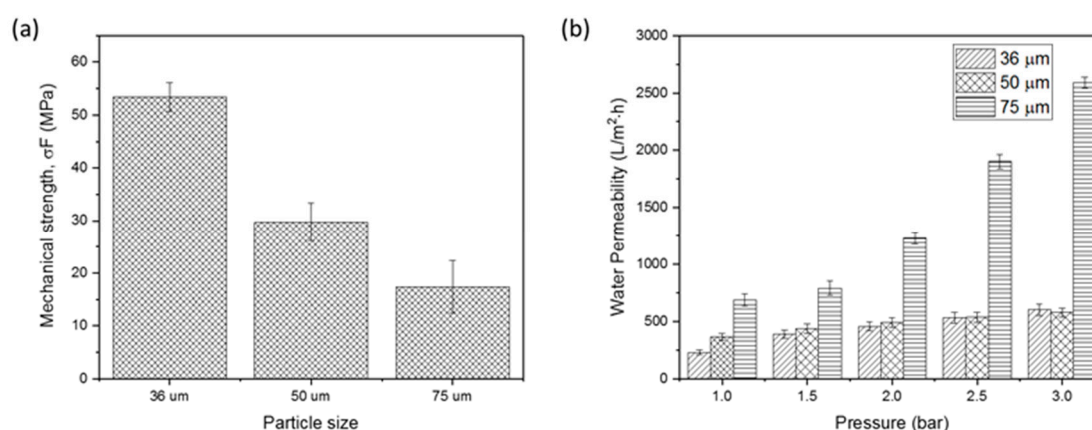 (a)
Mechanical strength, σF (MPa)
60
50
40
30
20
10
0
36 um
50 um
75 um
Particle size
(b)
Water Permeability (L/m²·h)
3000
2500
2000
1500
1000
500
0
36 μm
50 μm
75 μm
1.0
1.5
2.0
2.5
3.0
Pressure (bar)